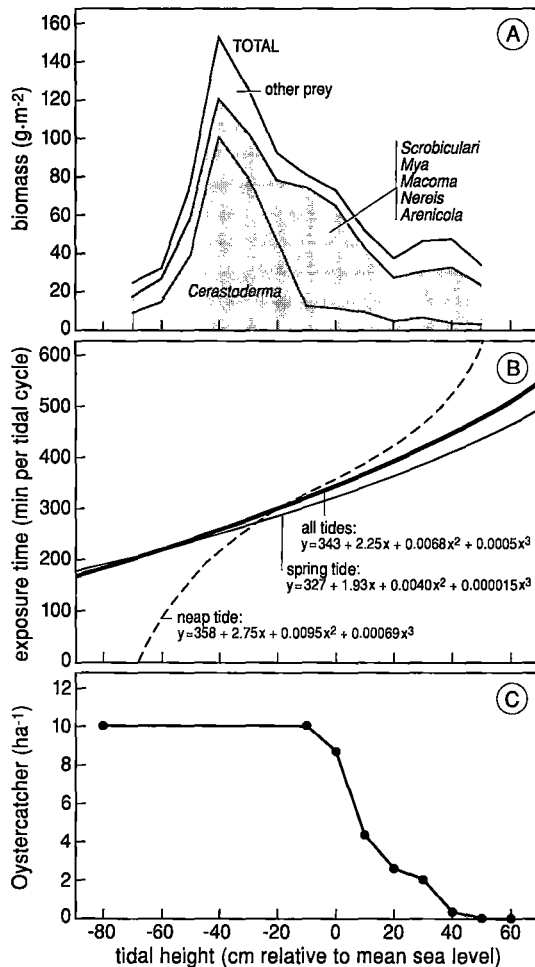 A
biomass (g·m-2)
160
140
120
100
80
60
40
20
0
TOTAL
other prey
Scrobiculari
Mya
Macoma
Nereis
Arenicola
Cerastoderma
B
exposure time (min per tidal cycle)
600
500
400
300
200
100
0
all tides:
y=343 + 2.25x + 0.0068x2 + 0.0005x3
spring tide:
y=327 + 1.93x + 0.0040x2 + 0.000015x3
neap tide:
y=358 + 2.75x + 0.0095x2 + 0.00069x3
C
Oystercatcher (ha-1)
12
10
8
6
4
2
0
-80 -60 -40 -20 0 20 40 60
tidal height (cm relative to mean sea level)